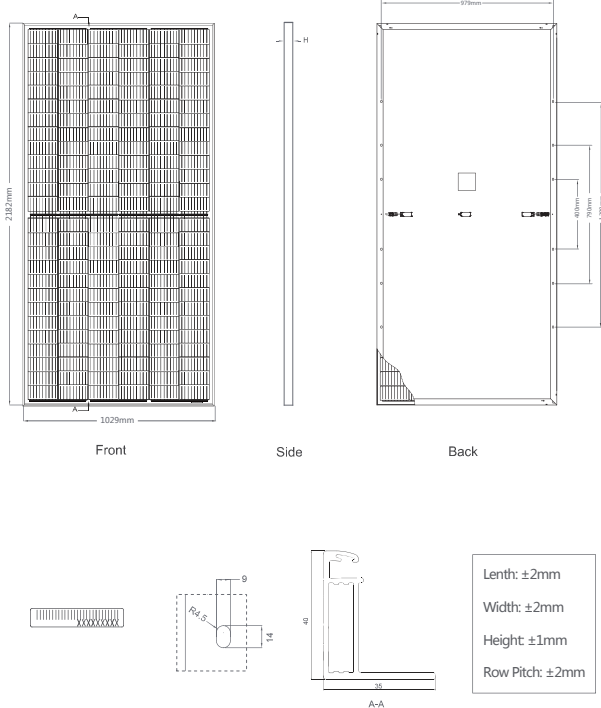 A
979mm
H
2182mm
400mm
790mm
A
1029mm
Front
Side
Back
9
R4.5
14
40
35
A-A
Lenth: ±2mm
Width: ±2mm
Height: ±1mm
Row Pitch: ±2mm